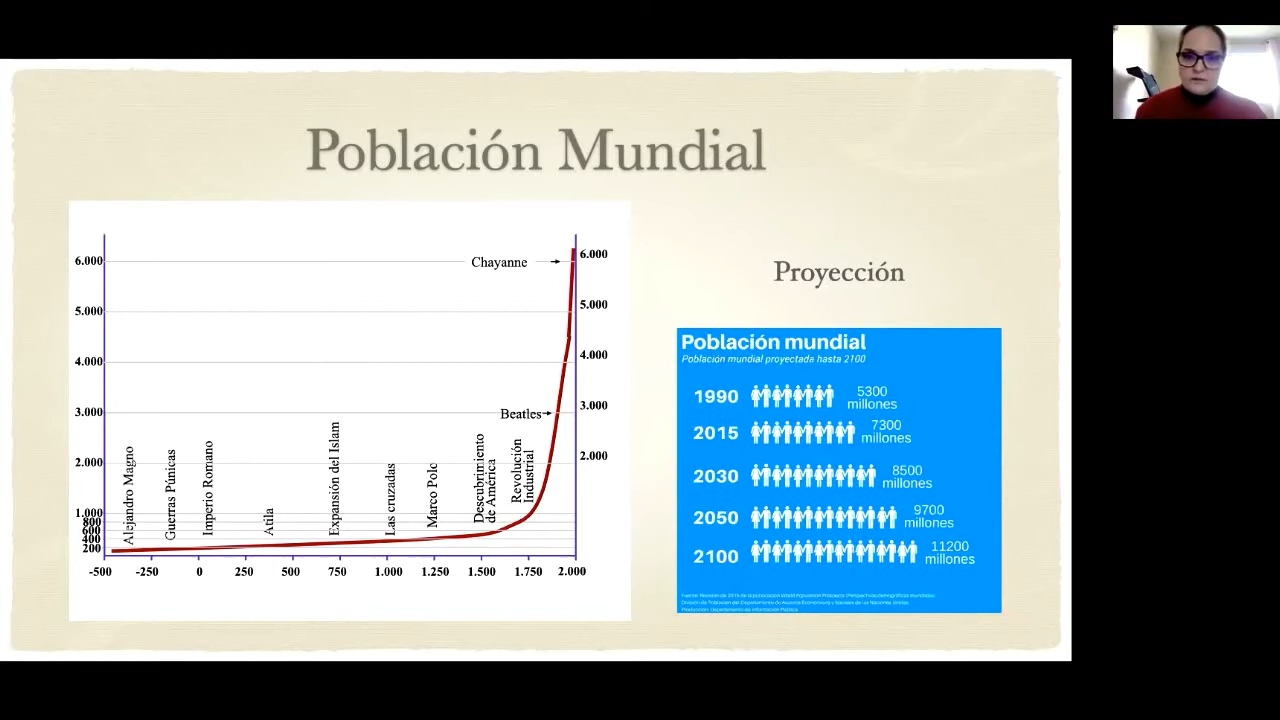 Población Mundial
6.000
5.000
4.000
3.000
2.000
1.000
800
600
400
200
Chayanne
Beatles
Alejandro Magno
Guerras Púnicas
Imperio Romano
Atila
Expansión del Islam
Las cruzadas
Marco Polo
Descubrimiento
de América
Revolución
Industrial
6.000
5.000
4.000
3.000
2.000
-500 -250 0 250 500 750 1.000 1.250 1.500 1.750 2.000
Proyección
Población mundial
Población mundial proyectada hasta 2100
1990 5300
millones
2015 7300
millones
2030 8500
millones
2050 9700
millones
2100 11200
millones